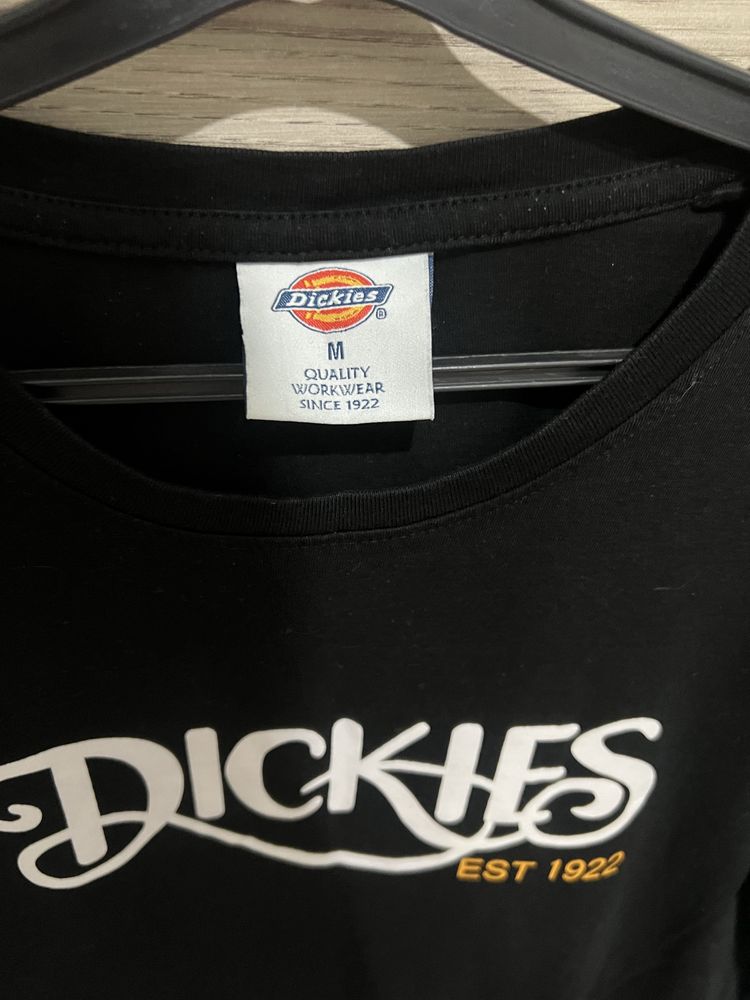 Dickies
®
M
QUALITY
WORKWEAR
SINCE 1922
DICKIES
EST 1922